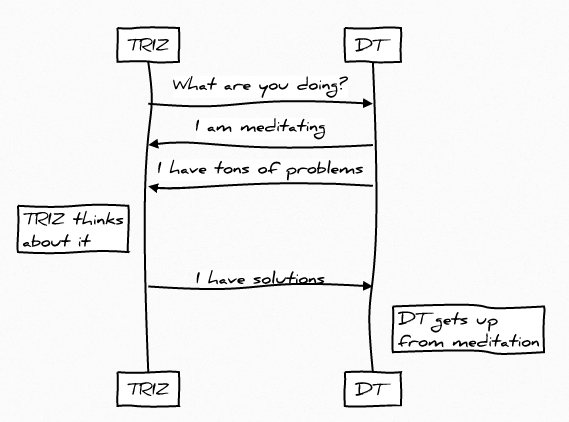 TRIZ
DT
What are you doing?
I am meditating
I have tons of problems
TRIZ thinks
about it
I have solutions
DT gets up
from meditation
TRIZ
DT